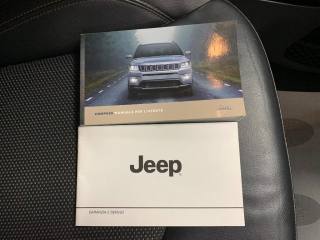 COMPASS MANUALE PER L'UTENTE
Jeep
GARANZIA E SERVIZI